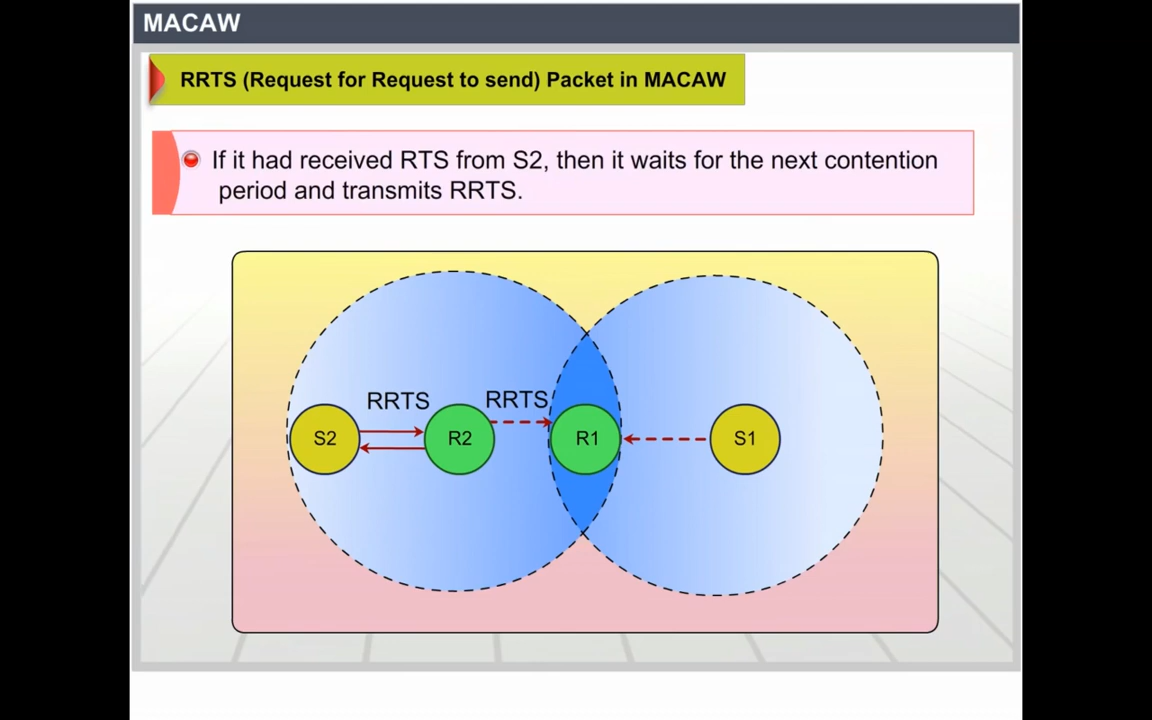 MACAW
RRTS (Request for Request to send) Packet in MACAW
If it had received RTS from S2, then it waits for the next contention
period and transmits RRTS.
RRTS RRTS
S2 R2 R1 S1